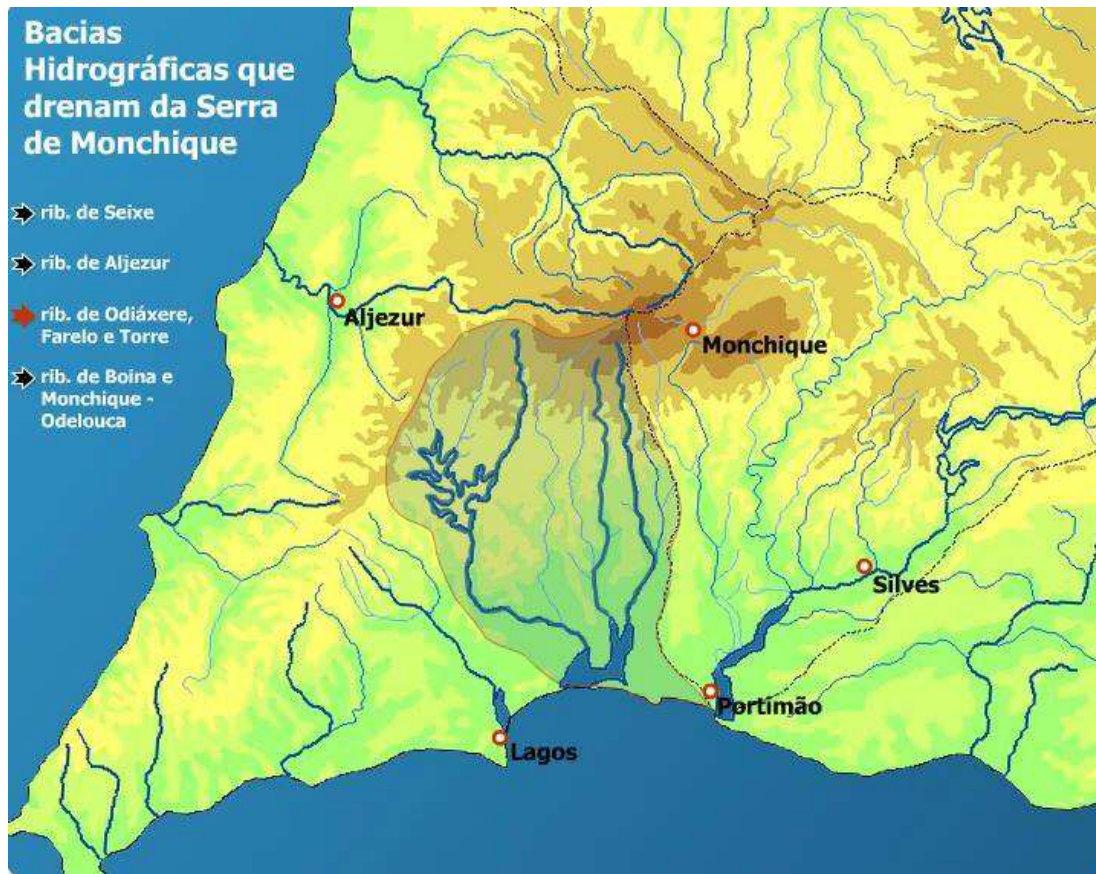 Bacias
Hidrográficas que
drenam da Serra
de Monchique
rib. de Seixe
rib. de Aljezur
rib. de Odiáxere,
Farelo e Torre
rib. de Boina e
Monchique -
Odelouca
Aljezur
Monchique
Silves
Portimão
Lagos